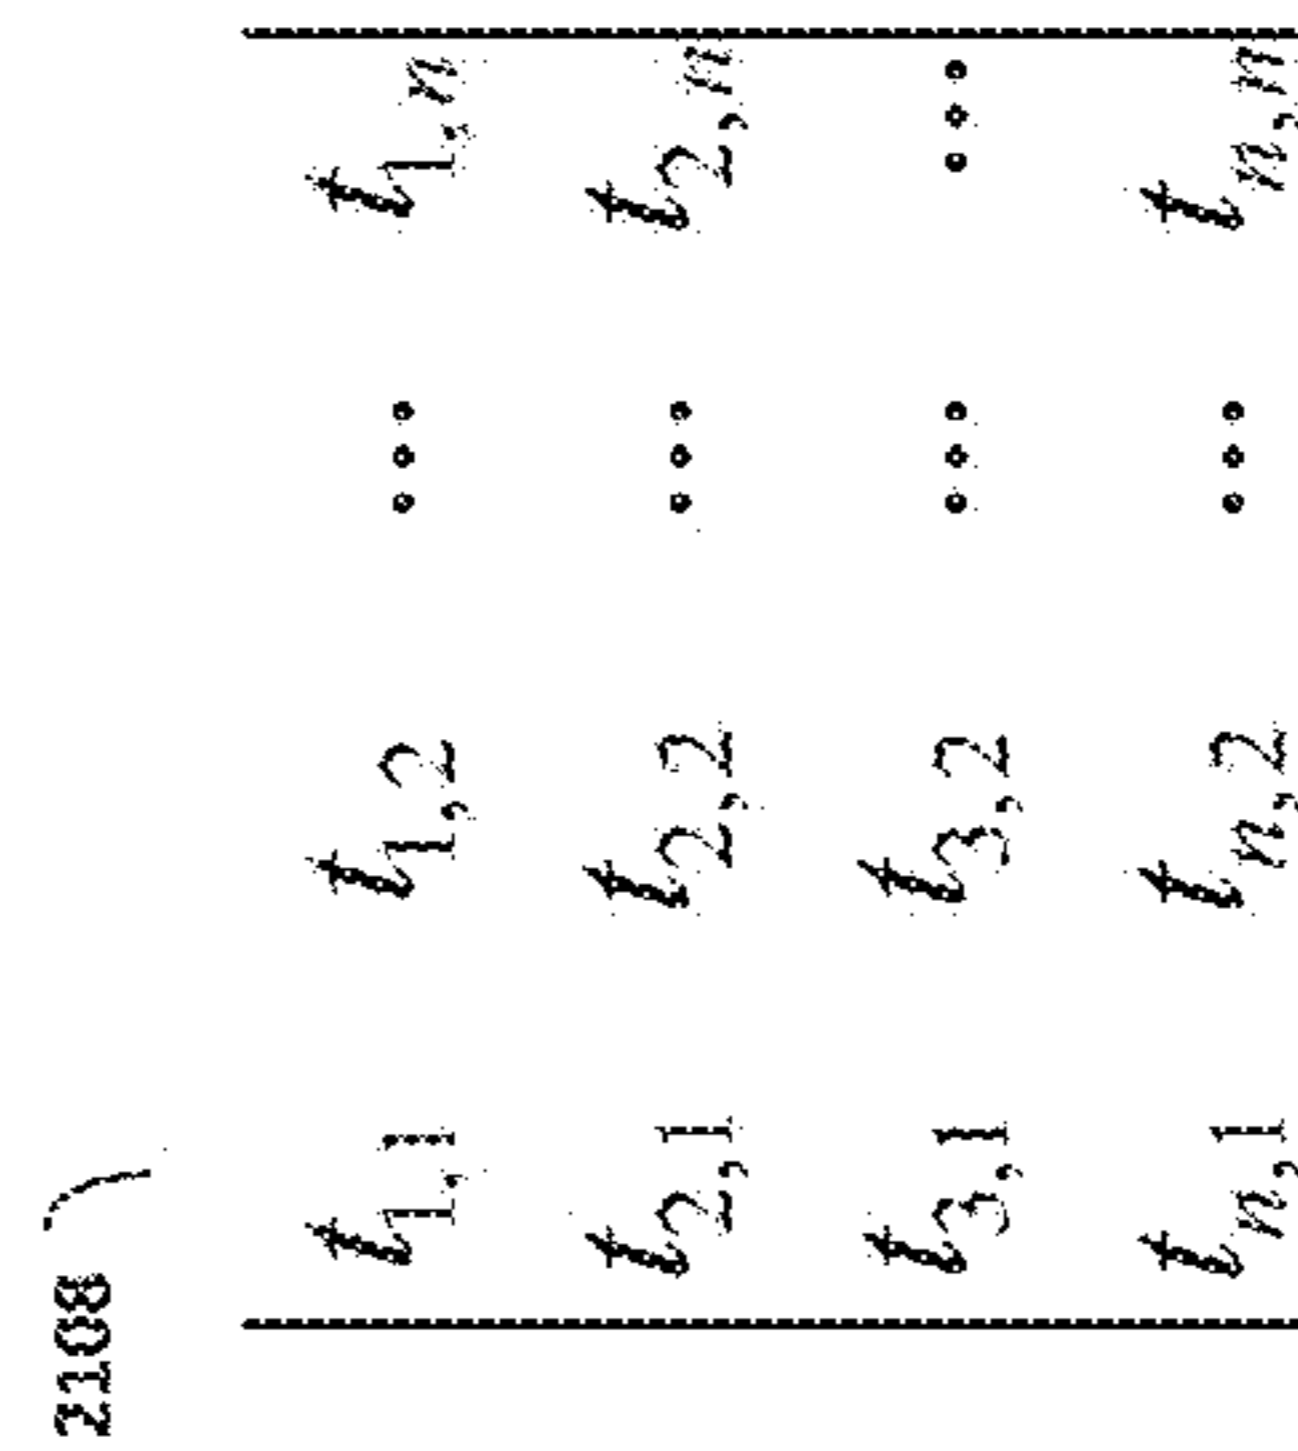 2108
t1,1 t1,2 ••• t1,n
t2,1 t2,2 ••• t2,n
t3,1 t3,2 ••• •••
tn,1 tn,2 ••• tn,n